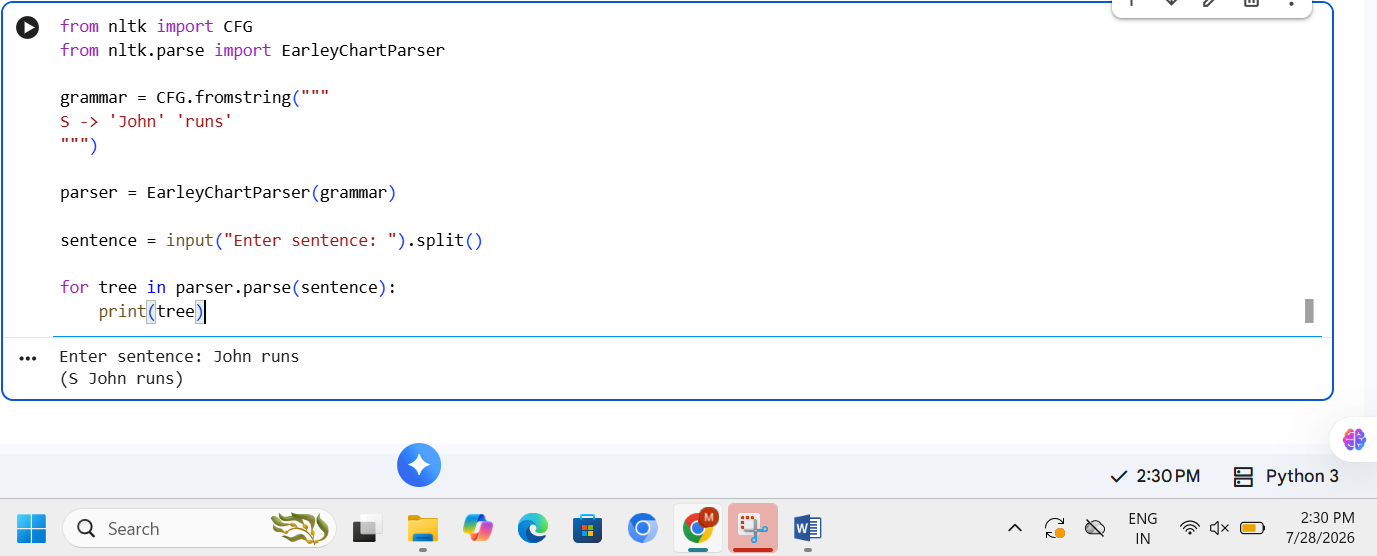 from nltk import CFG
from nltk.parse import EarleyChartParser
grammar = CFG.fromstring("""
S -> 'John' 'runs'
""")
parser = EarleyChartParser(grammar)
sentence = input("Enter sentence: ").split()
for tree in parser.parse(sentence):
    print(tree)
Enter sentence: John runs
(S John runs)
2:30 PM
Python 3
Search
M
ENG
IN
2:30 PM
7/28/2026